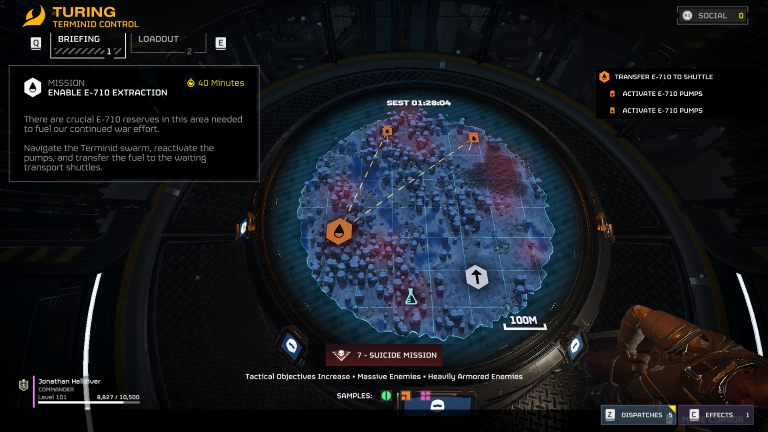 TURING
TERMINID CONTROL
Q
BRIEFING
1
LOADOUT
2
E
SOCIAL 0
MISSION
ENABLE E-710 EXTRACTION
40 Minutes
There are crucial E-710 reserves in this area needed
to fuel our continued war effort.
Navigate the Terminid swarm, reactivate the
pumps, and transfer the fuel to the waiting
transport shuttles.
TRANSFER E-710 TO SHUTTLE
ACTIVATE E-710 PUMPS
ACTIVATE E-710 PUMPS
SEST 01:28:04
100M
7 - SUICIDE MISSION
Tactical Objectives Increase • Massive Enemies • Heavily Armored Enemies
SAMPLES:
Jonathan Helldiver
COMMANDER
Level 101
8,827 / 10,500
Z DISPATCHES 5
C EFFECTS 1
CURSOR